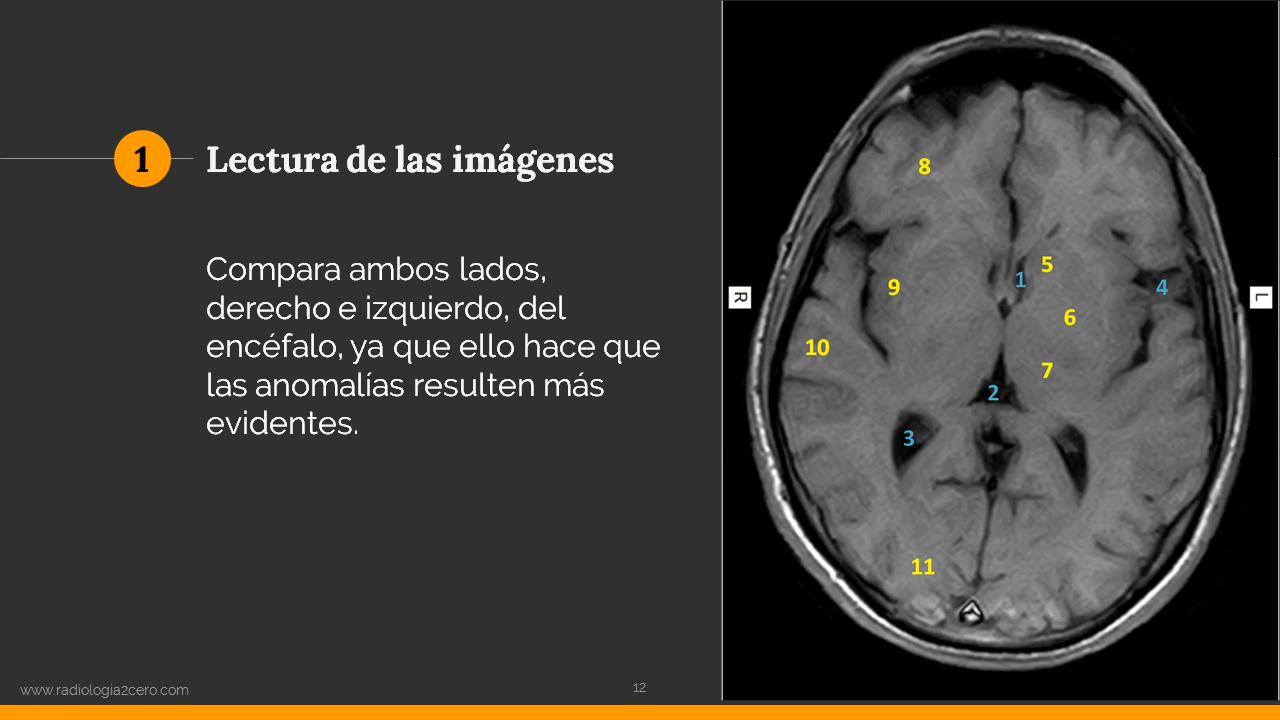 1 Lectura de las imágenes
Compara ambos lados,
derecho e izquierdo, del
encéfalo, ya que ello hace que
las anomalías resulten más
evidentes.
www.radiologia2cero.com
12
8
5
1
9
4
R
L
6
10
7
2
3
11